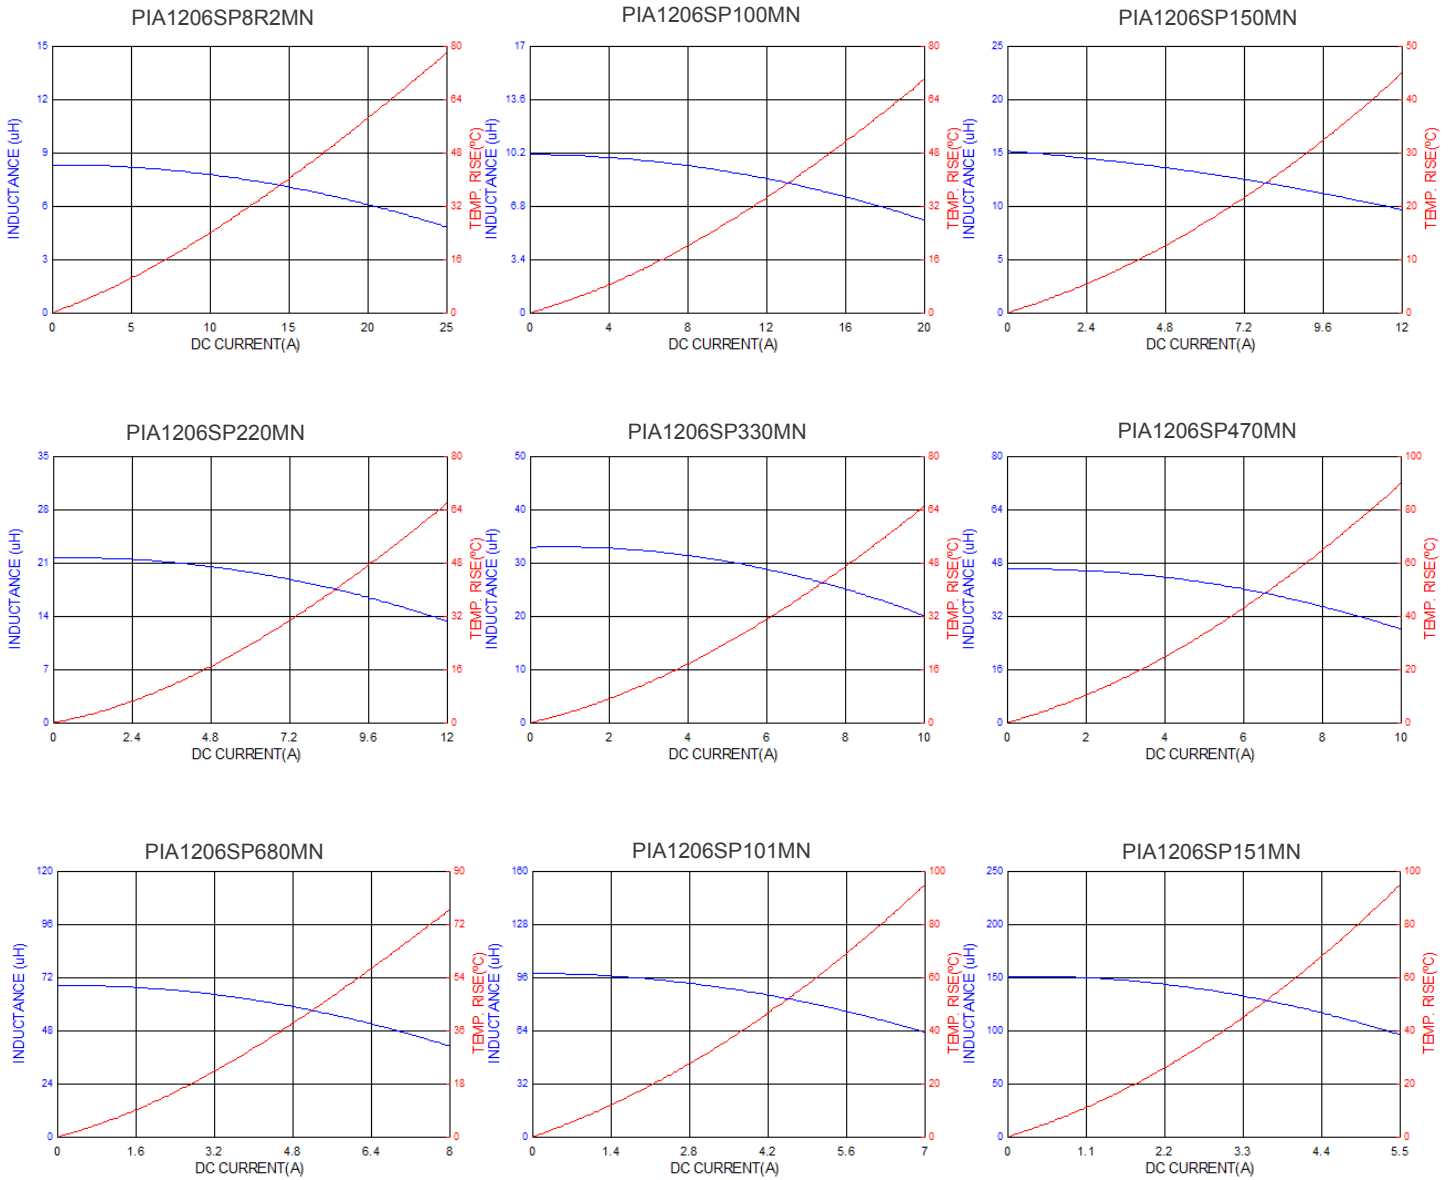 PIA1206SP8R2MN
PIA1206SP100MN
PIA1206SP150MN
15
12
9
6
3
0
INDUCTANCE (uH)
80
64
48
32
16
0
TEMP. RISE(ºC)
0 5 10 15 20 25
DC CURRENT(A)
17
13.6
10.2
6.8
3.4
0
INDUCTANCE (uH)
80
64
48
32
16
0
TEMP. RISE(ºC)
0 4 8 12 16 20
DC CURRENT(A)
25
20
15
10
5
0
INDUCTANCE (uH)
50
40
30
20
10
0
TEMP. RISE(ºC)
0 2.4 4.8 7.2 9.6 12
DC CURRENT(A)
PIA1206SP220MN
PIA1206SP330MN
PIA1206SP470MN
35
28
21
14
7
0
INDUCTANCE (uH)
80
64
48
32
16
0
TEMP. RISE(ºC)
0 2.4 4.8 7.2 9.6 12
DC CURRENT(A)
50
40
30
20
10
0
INDUCTANCE (uH)
80
64
48
32
16
0
TEMP. RISE(ºC)
0 2 4 6 8 10
DC CURRENT(A)
80
64
48
32
16
0
INDUCTANCE (uH)
100
80
60
40
20
0
TEMP. RISE(ºC)
0 2 4 6 8 10
DC CURRENT(A)
PIA1206SP680MN
PIA1206SP101MN
PIA1206SP151MN
120
96
72
48
24
0
INDUCTANCE (uH)
90
72
54
36
18
0
TEMP. RISE(ºC)
0 1.6 3.2 4.8 6.4 8
DC CURRENT(A)
160
128
96
64
32
0
INDUCTANCE (uH)
100
80
60
40
20
0
TEMP. RISE(ºC)
0 1.4 2.8 4.2 5.6 7
DC CURRENT(A)
250
200
150
100
50
0
INDUCTANCE (uH)
100
80
60
40
20
0
TEMP. RISE(ºC)
0 1.1 2.2 3.3 4.4 5.5
DC CURRENT(A)